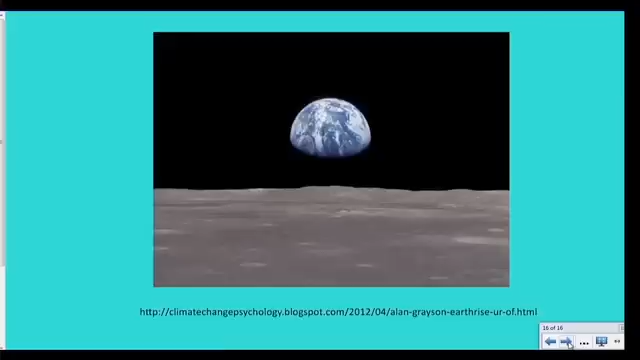 http://climatechangepsychology.blogspot.com/2012/04/alan-grayson-earthrise-ur-of.html
16 of 16
...